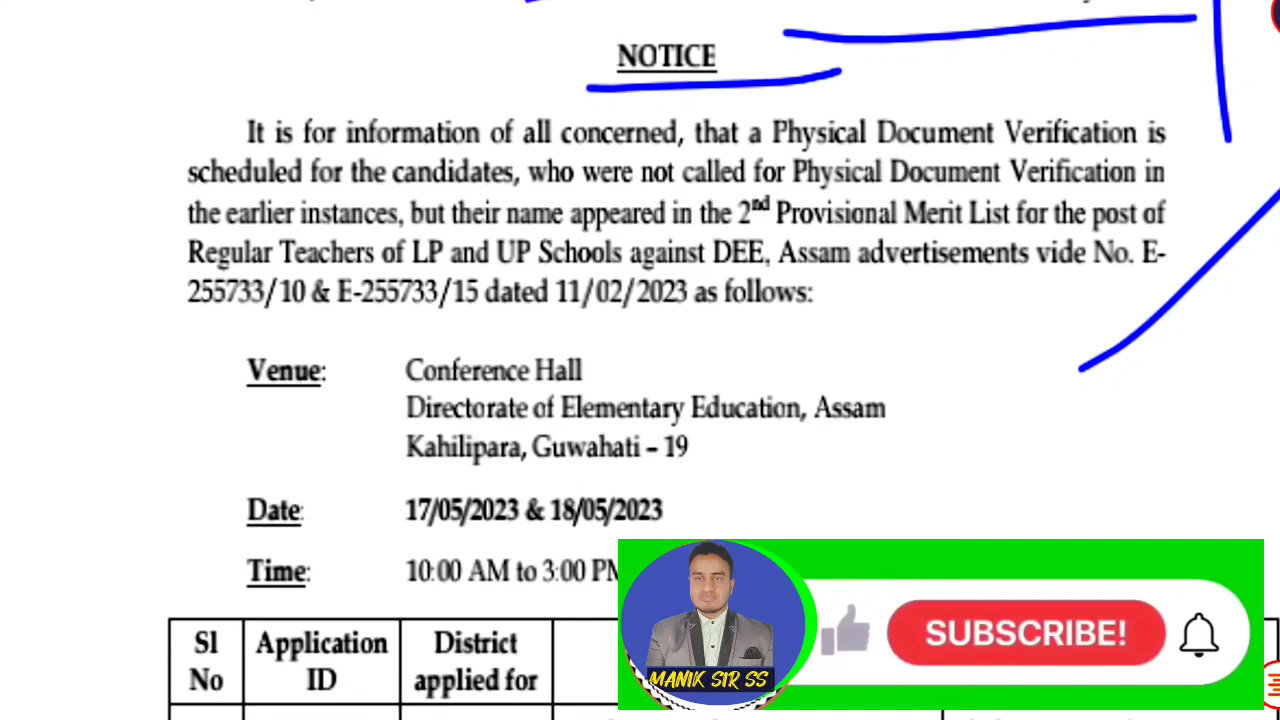 NOTICE
It is for information of all concerned, that a Physical Document Verification is
scheduled for the candidates, who were not called for Physical Document Verification in
the earlier instances, but their name appeared in the 2nd Provisional Merit List for the post of
Regular Teachers of LP and UP Schools against DEE, Assam advertisements vide No. E-
255733/10 & E-255733/15 dated 11/02/2023 as follows:
Venue: Conference Hall
Directorate of Elementary Education, Assam
Kahilipara, Guwahati – 19
Date: 17/05/2023 & 18/05/2023
Time: 10:00 AM to 3:00 PM
Sl No
Application ID
District applied for
MANIK SIR SS
SUBSCRIBE!